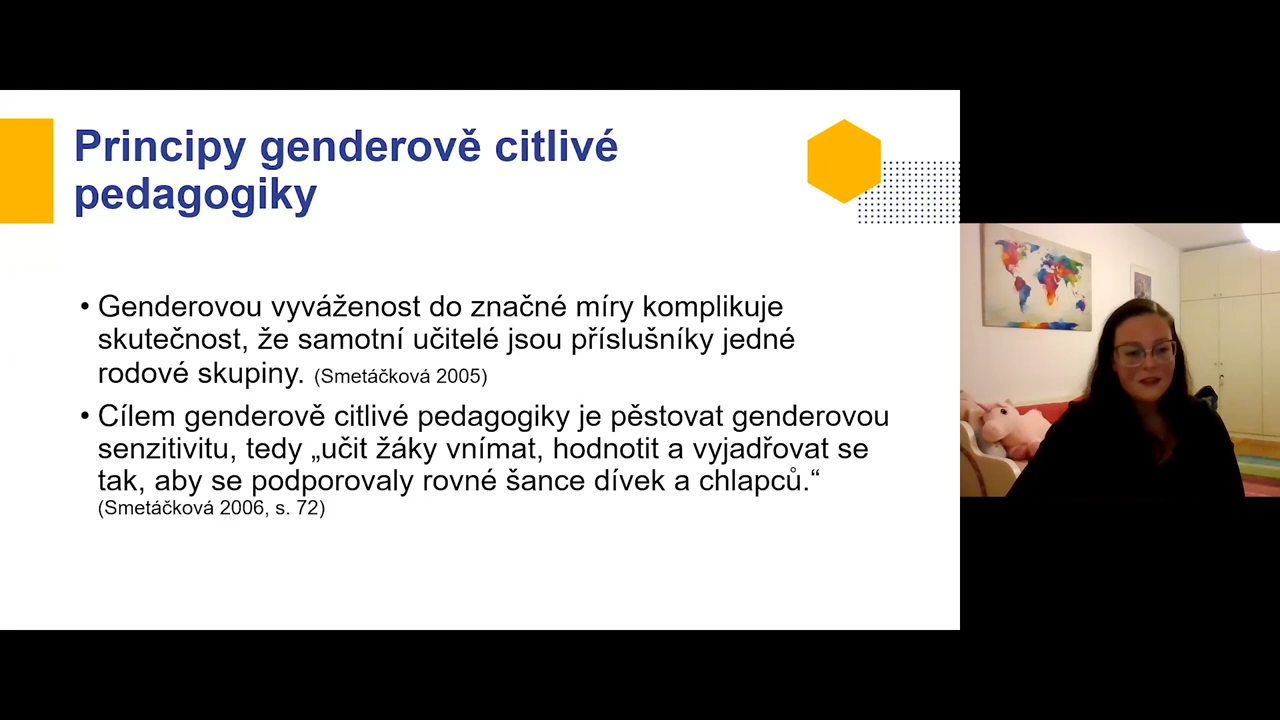 Principy genderově citlivé
pedagogiky
• Genderovou vyváženost do značné míry komplikuje
skutečnost, že samotní učitelé jsou příslušníky jedné
rodové skupiny. (Smetáčková 2005)
• Cílem genderově citlivé pedagogiky je pěstovat genderovou
senzitivitu, tedy „učit žáky vnímat, hodnotit a vyjadřovat se
tak, aby se podporovaly rovné šance dívek a chlapců.“
(Smetáčková 2006, s. 72)